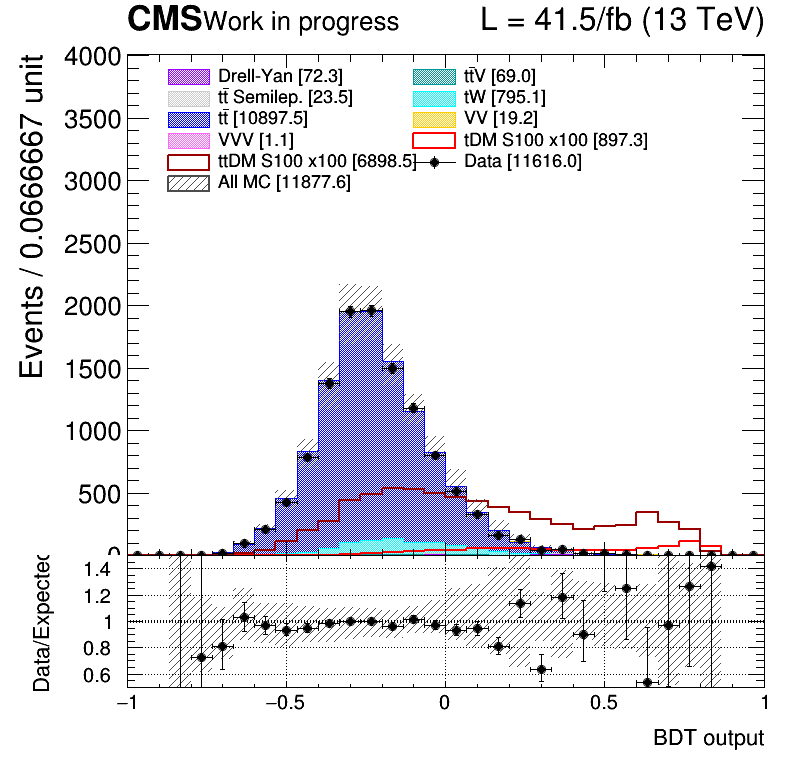 CMS Work in progress L = 41.5/fb (13 TeV)
Events / 0.0666667 unit
4000
3500
3000
2500
2000
1500
1000
500
0
Drell-Yan [72.3] tt̄V [69.0]
tt̄ Semilep. [23.5] tW [795.1]
tt̄ [10897.5] VV [19.2]
VVV [1.1] tDM S100 x100 [897.3]
ttDM S100 x100 [6898.5] Data [11616.0]
All MC [11877.6]
Data/Expected
1.4
1.2
1
0.8
0.6
−1 −0.5 0 0.5 1
BDT output